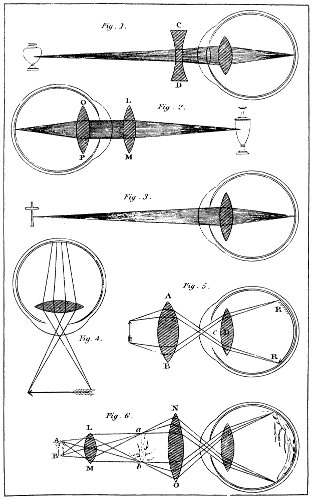 Fig. 1.
C
D
O
L
Fig. 2.
P
M
Fig. 3.
Fig. 4.
Fig. 5.
A
R
C
D
E
B
R
Fig. 6.
N
L
a
A
B
M
b
O